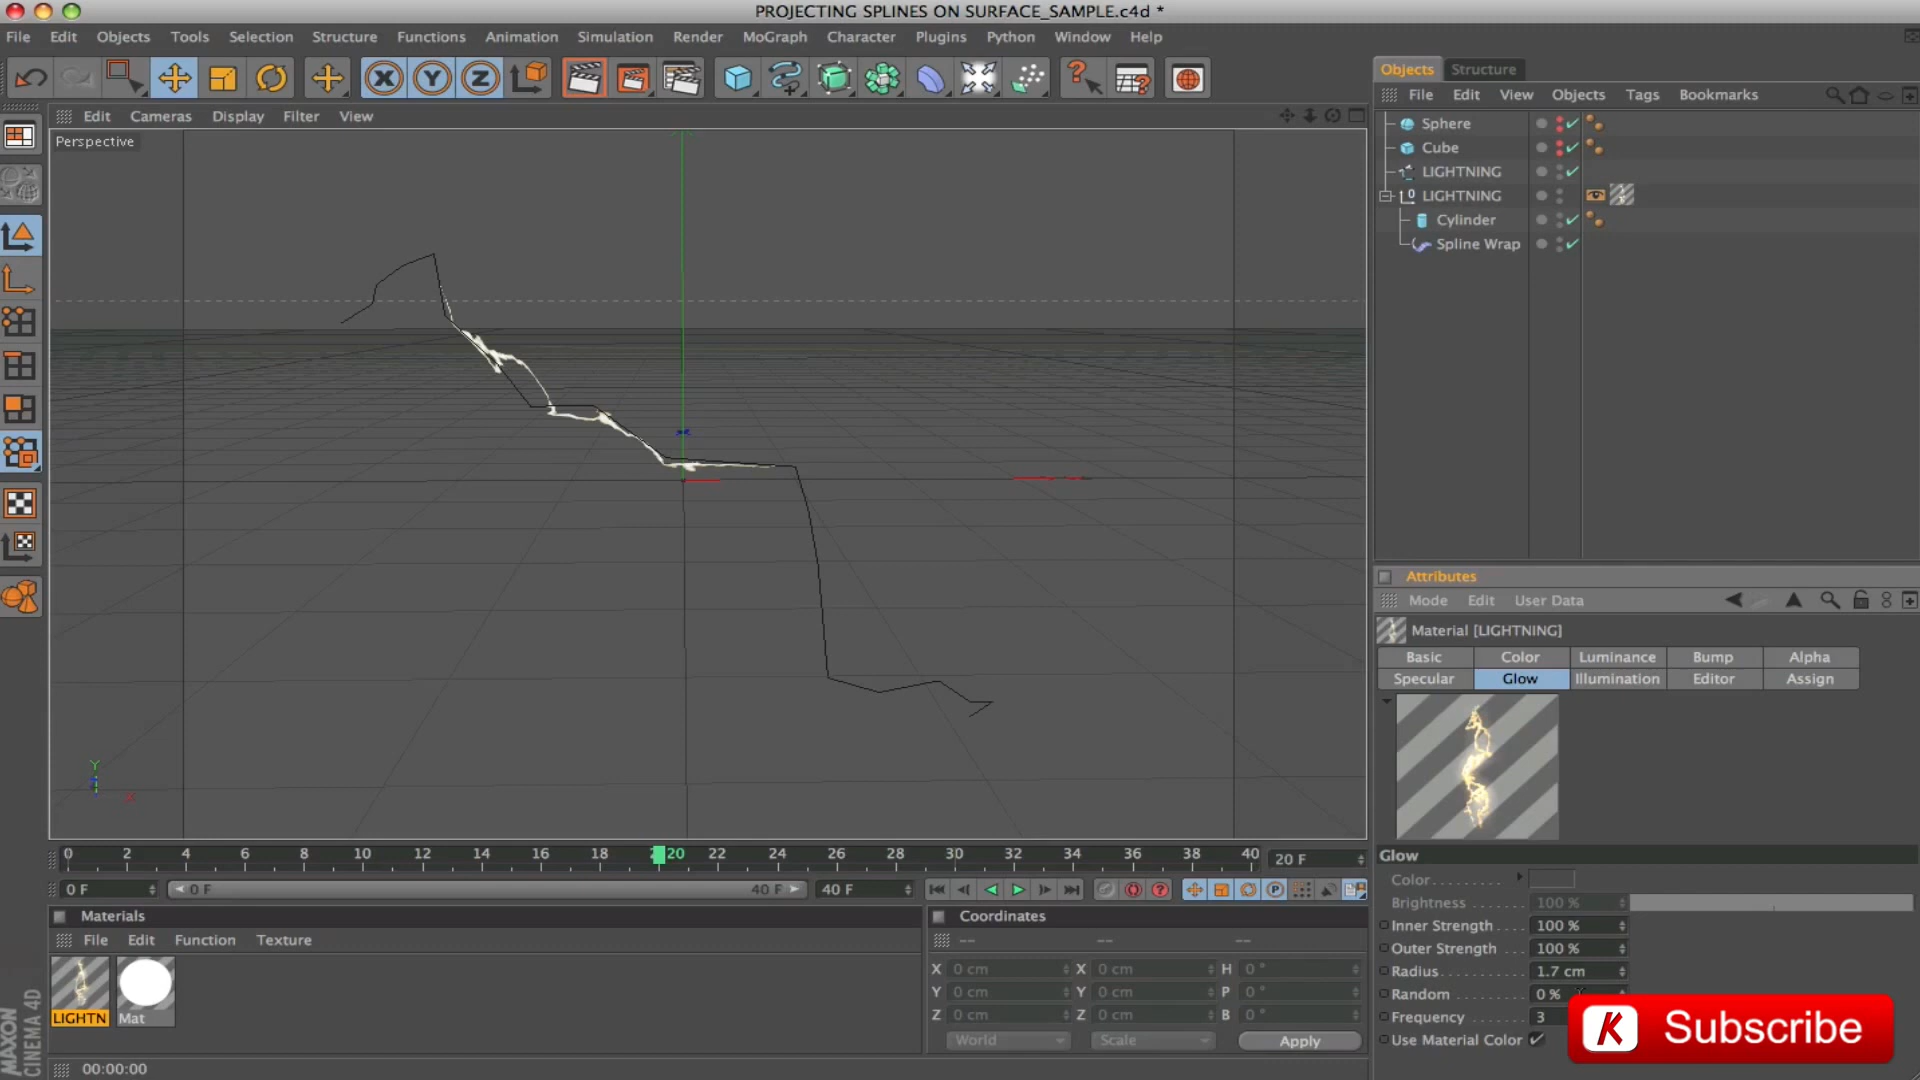 PROJECTING SPLINES ON SURFACE_SAMPLE.c4d *
File Edit Objects Tools Selection Structure Functions Animation Simulation Render MoGraph Character Plugins Python Window Help
X Y Z
Objects Structure
File Edit View Objects Tags Bookmarks
Edit Cameras Display Filter View
Perspective
Sphere
Cube
LIGHTNING
LIGHTNING
Cylinder
Spline Wrap
Attributes
Mode Edit User Data
Material [LIGHTNING]
Basic Color Luminance Bump Alpha
Specular Glow Illumination Editor Assign
Y
X
0 2 4 6 8 10 12 14 16 18 20 22 24 26 28 30 32 34 36 38 40 20 F
0 F 0 F 40 F 40 F
Glow
Color
Brightness 100 %
Inner Strength 100 %
Outer Strength 100 %
Radius 1.7 cm
Random 0 %
Frequency 3
Use Material Color
Materials
File Edit Function Texture
LIGHTN Mat
Coordinates
-- -- --
X 0 cm X 0 cm H 0 °
Y 0 cm Y 0 cm P 0 °
Z 0 cm Z 0 cm B 0 °
World Scale Apply
K Subscribe
MAXON
CINEMA 4D
00:00:00